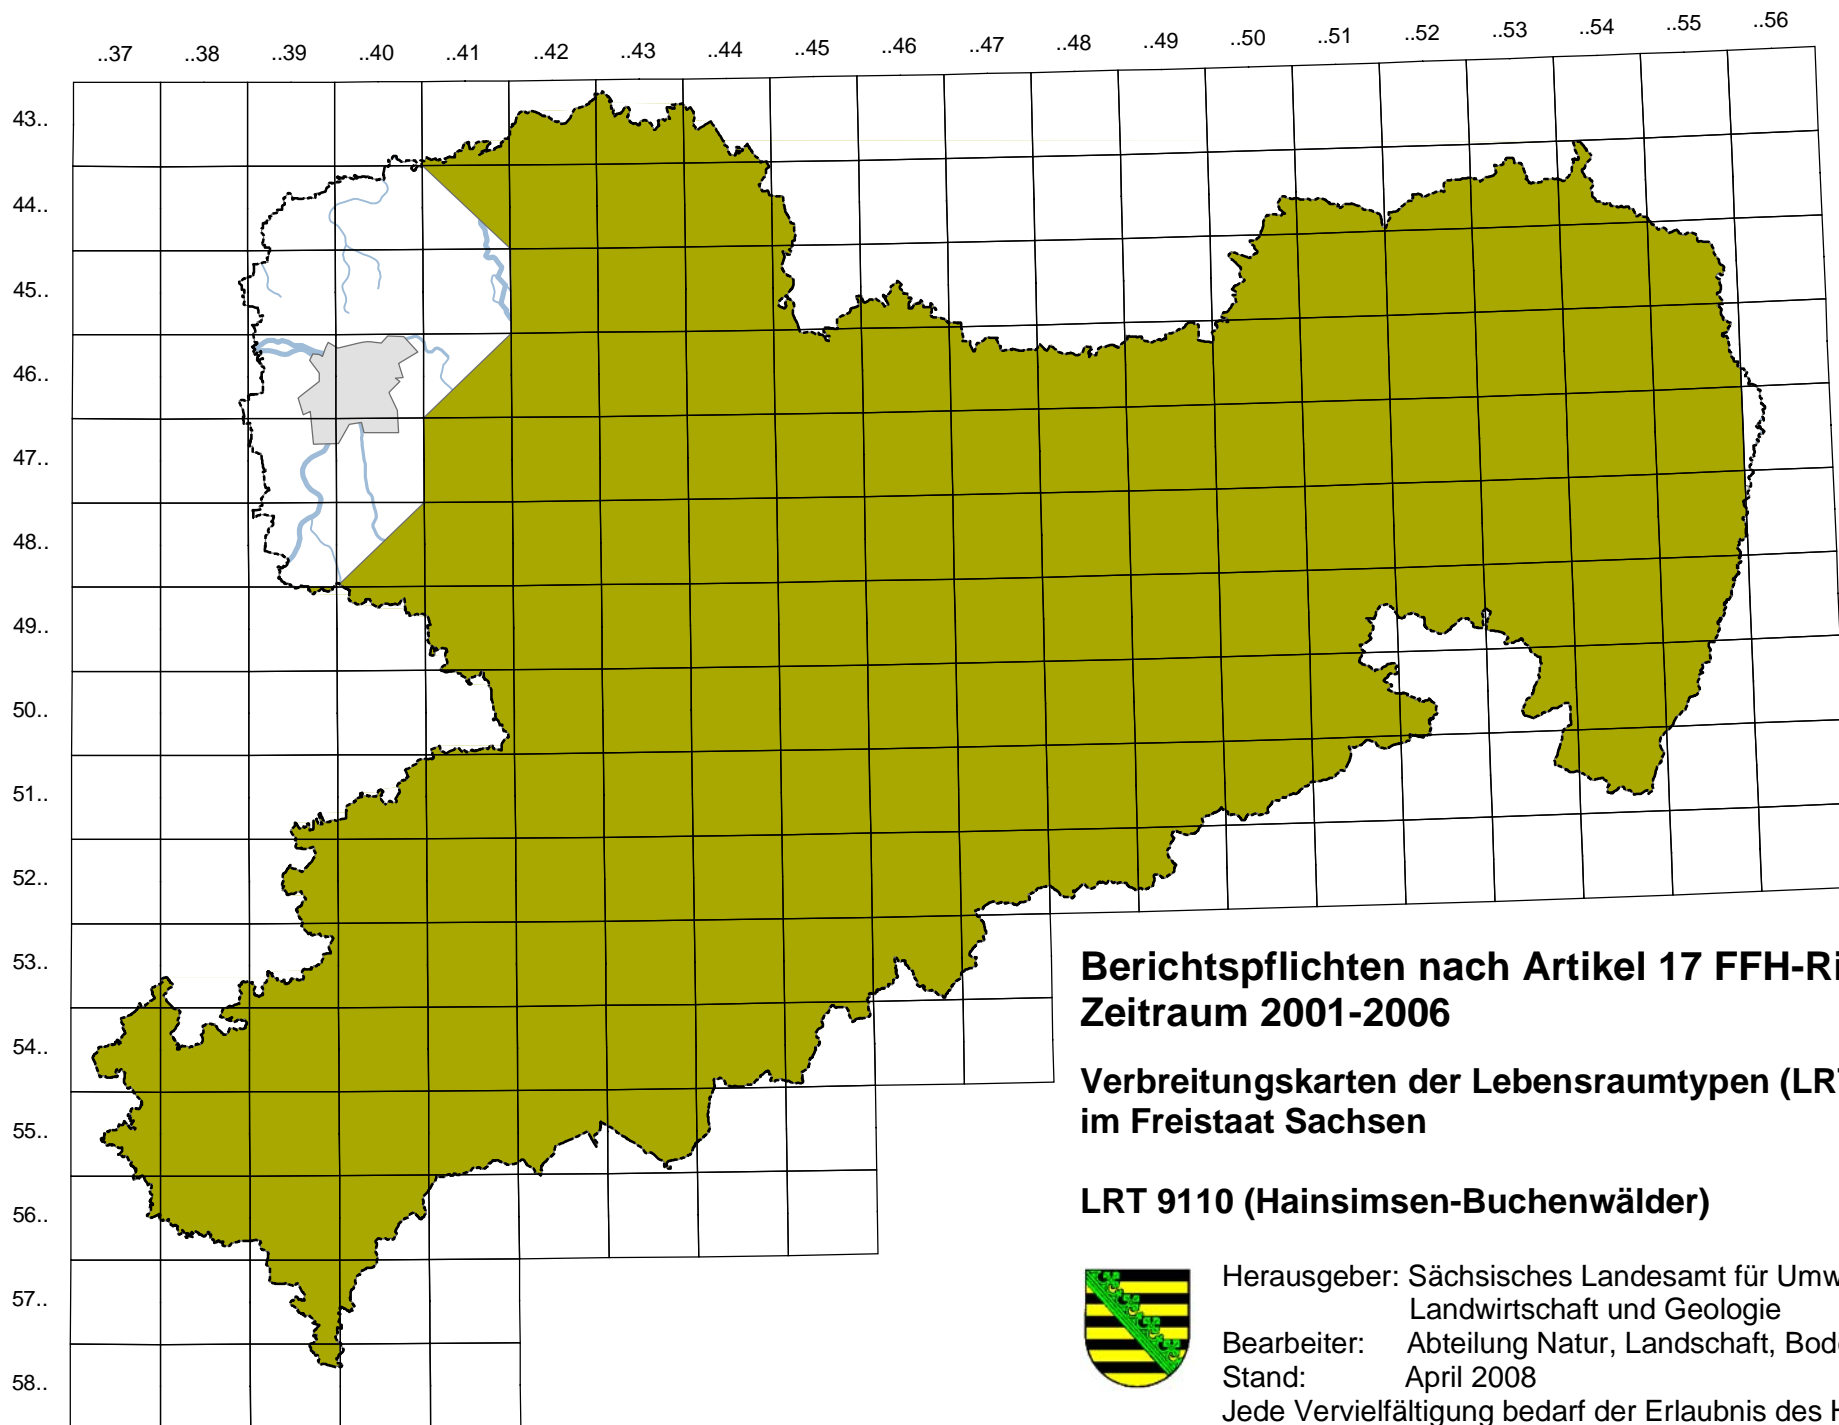 ..37 ..38 ..39 ..40 ..41 ..42 ..43 ..44 ..45 ..46 ..47 ..48 ..49 ..50 ..51 ..52 ..53 ..54 ..55 ..56
43..
44..
45..
46..
47..
48..
49..
50..
51..
52..
53..
54..
55..
56..
57..
58..
Berichtspflichten nach Artikel 17 FFH-Ri
Zeitraum 2001-2006
Verbreitungskarten der Lebensraumtypen (LRT
im Freistaat Sachsen
LRT 9110 (Hainsimsen-Buchenwälder)
Herausgeber: Sächsisches Landesamt für Umw
Landwirtschaft und Geologie
Bearbeiter: Abteilung Natur, Landschaft, Bod
Stand: April 2008
Jede Vervielfältigung bedarf der Erlaubnis des